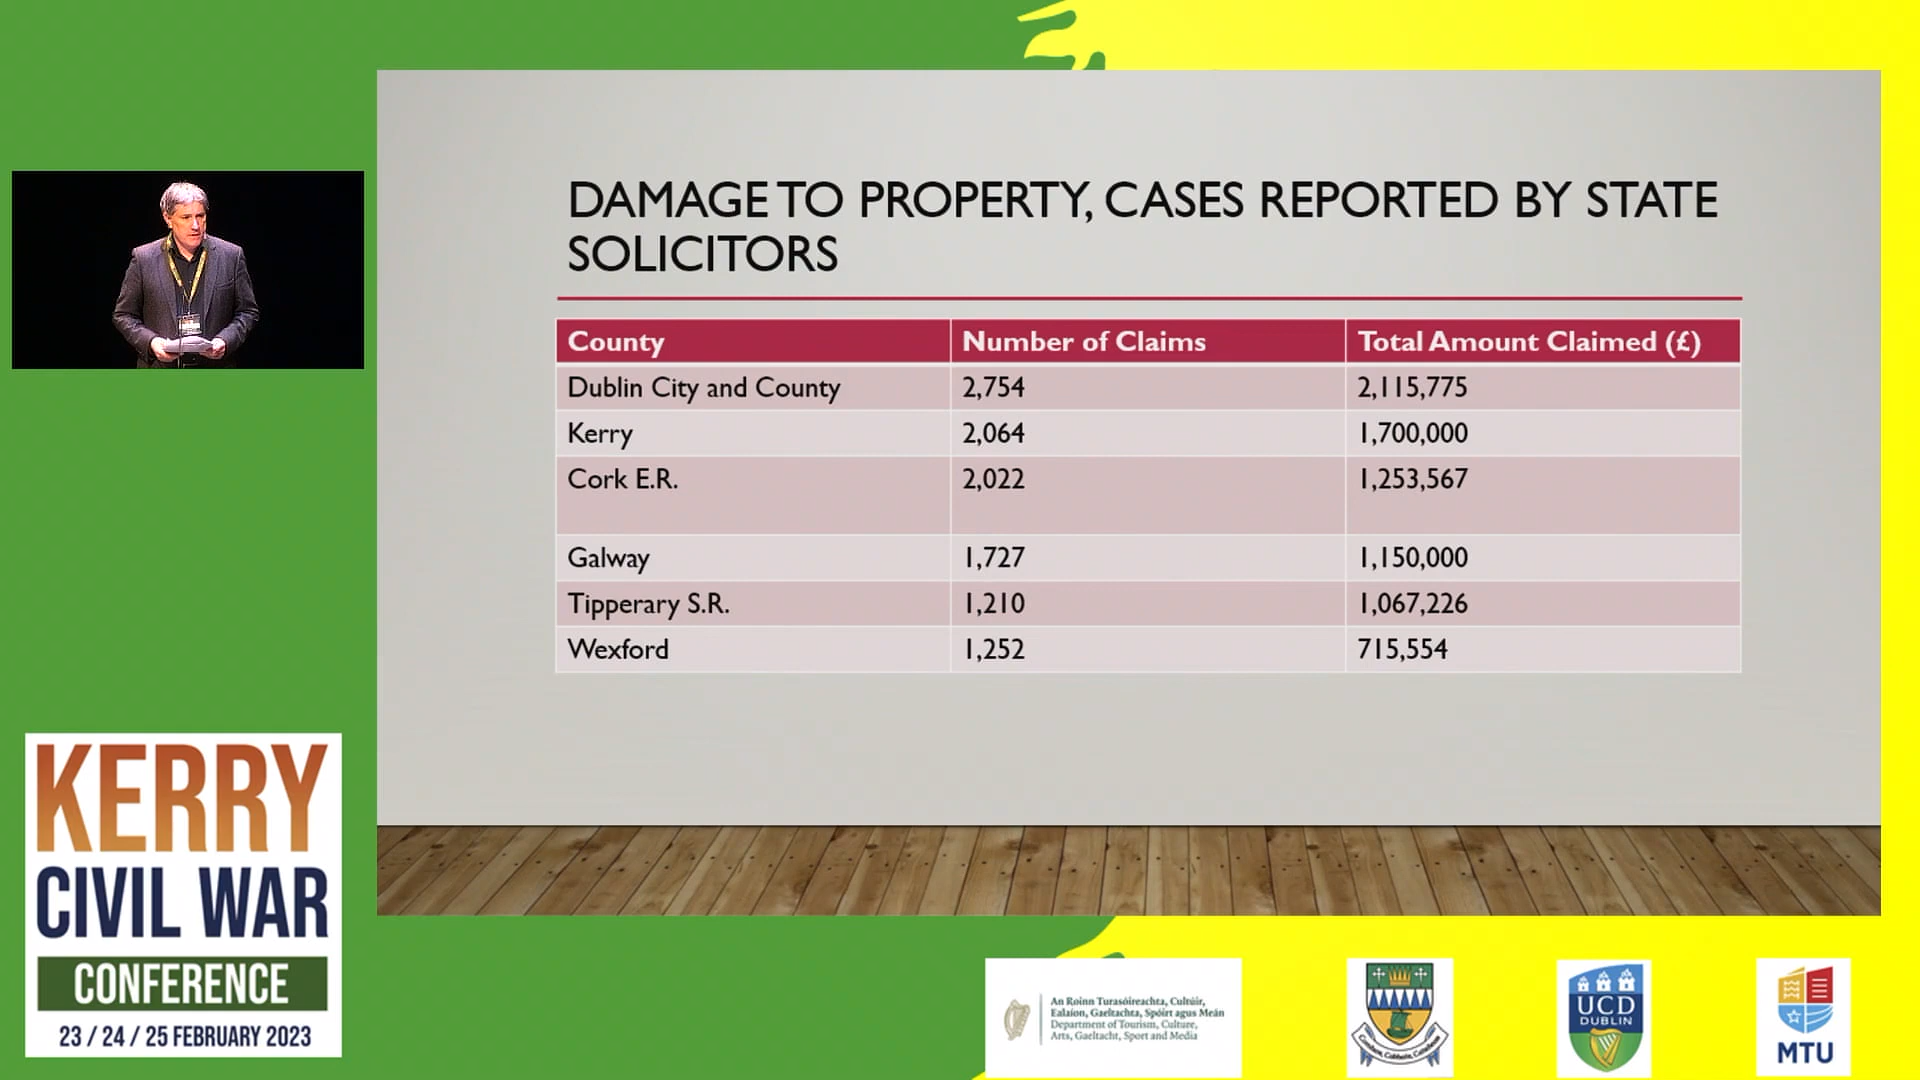 DAMAGE TO PROPERTY, CASES REPORTED BY STATE
SOLICITORS
County Number of Claims Total Amount Claimed (£)
Dublin City and County 2,754 2,115,775
Kerry 2,064 1,700,000
Cork E.R. 2,022 1,253,567
Galway 1,727 1,150,000
Tipperary S.R. 1,210 1,067,226
Wexford 1,252 715,554
KERRY
CIVIL WAR
CONFERENCE
23 / 24 / 25 FEBRUARY 2023
An Roinn Turasóireachta, Cultúir,
Ealaíon, Gaeltachta, Spóirt agus Meán
Department of Tourism, Culture,
Arts, Gaeltacht, Sport and Media
UCD
DUBLIN
MTU